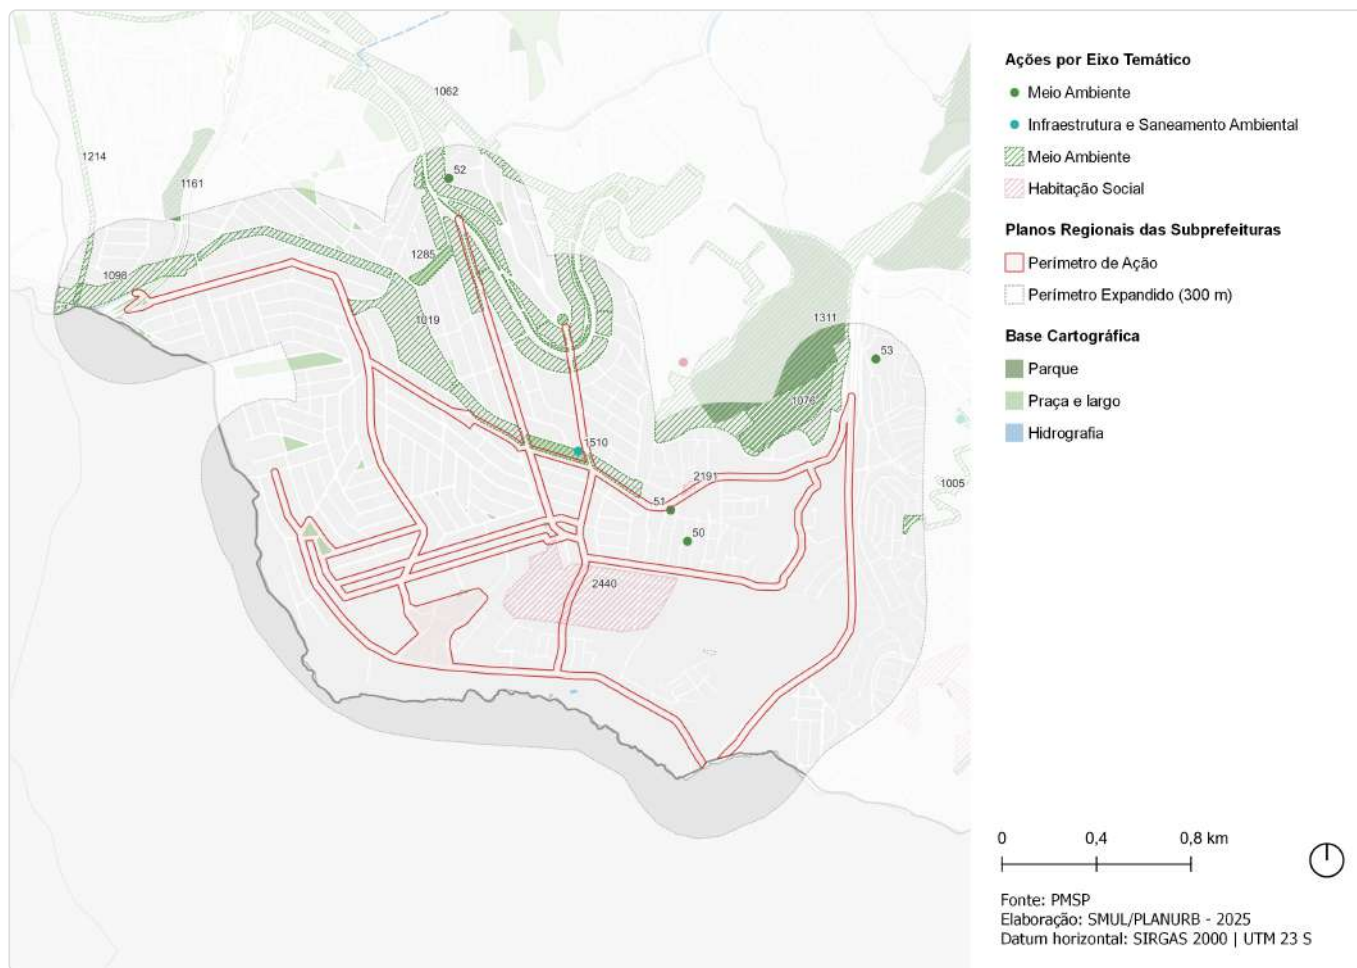 1062
52
1214
1161
1285
1098
1019
1311
53
1076
1510
2191
51
1005
50
2440
Ações por Eixo Temático
Meio Ambiente
Infraestrutura e Saneamento Ambiental
Meio Ambiente
Habitação Social
Planos Regionais das Subprefeituras
Perímetro de Ação
Perímetro Expandido (300 m)
Base Cartográfica
Parque
Praça e largo
Hidrografia
0 0,4 0,8 km
Fonte: PMSP
Elaboração: SMUL/PLANURB - 2025
Datum horizontal: SIRGAS 2000 | UTM 23 S